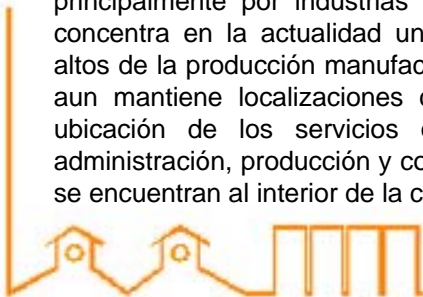 principalmente por industrias
concentra en la actualidad un
altos de la producción manufac
aun mantiene localizaciones
ubicación de los servicios
administración, producción y co
se encuentran al interior de la c